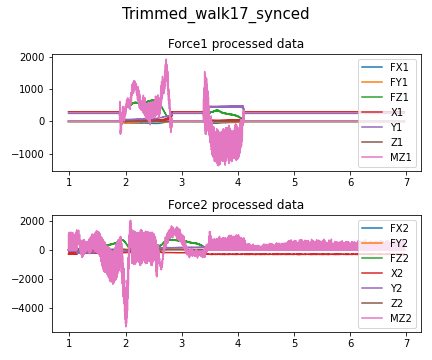 Trimmed_walk17_synced
Force1 processed data
2000
1000
0
−1000
FX1
FY1
FZ1
X1
Y1
Z1
MZ1
1 2 3 4 5 6 7
Force2 processed data
2000
0
−2000
−4000
FX2
FY2
FZ2
X2
Y2
Z2
MZ2
1 2 3 4 5 6 7